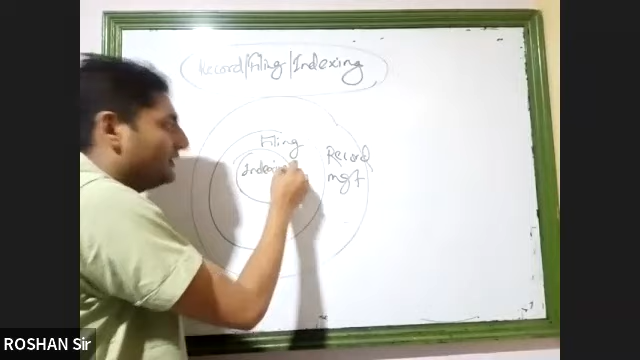 Record/Filing/Indexing
Filing
Indexing
Record
mgt
ROSHAN Sir